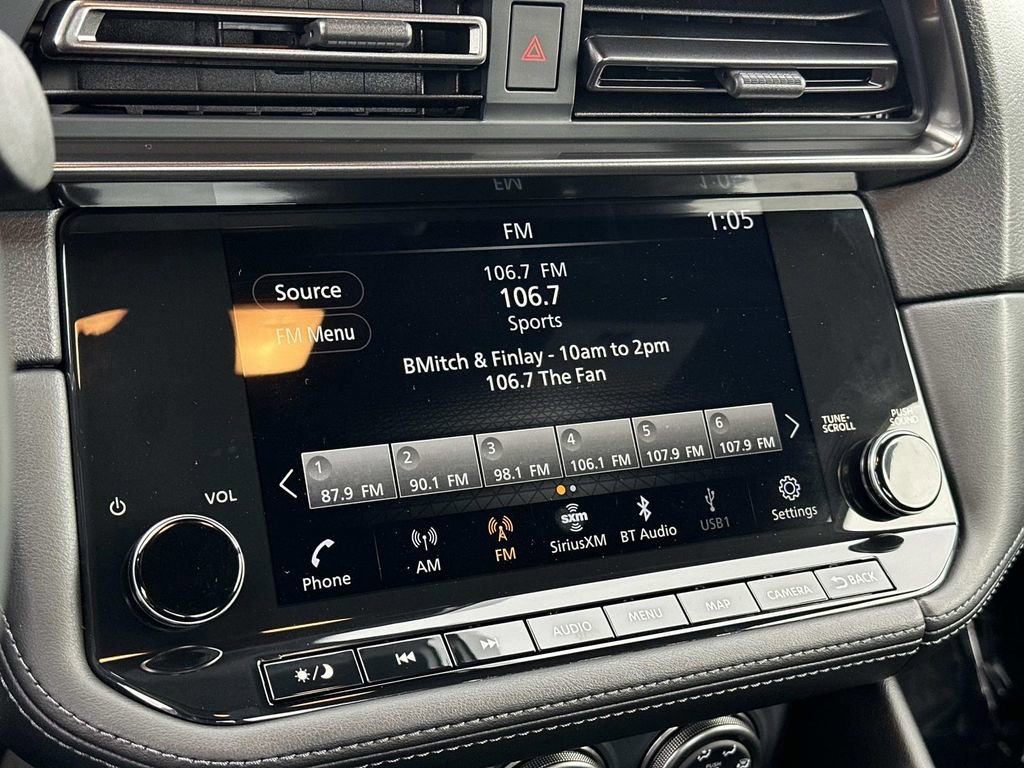 FM
1:05
106.7 FM
106.7
Sports
Source
FM Menu
BMitch & Finlay - 10am to 2pm
106.7 The Fan
1
87.9 FM
2
90.1 FM
3
98.1 FM
4
106.1 FM
5
107.9 FM
6
107.9 FM
Phone
AM
FM
sxm
SiriusXM
BT Audio
USB1
Settings
VOL
TUNE-
SCROLL
PUSH
SOUND
AUDIO
MENU
MAP
CAMERA
BACK
PUSH